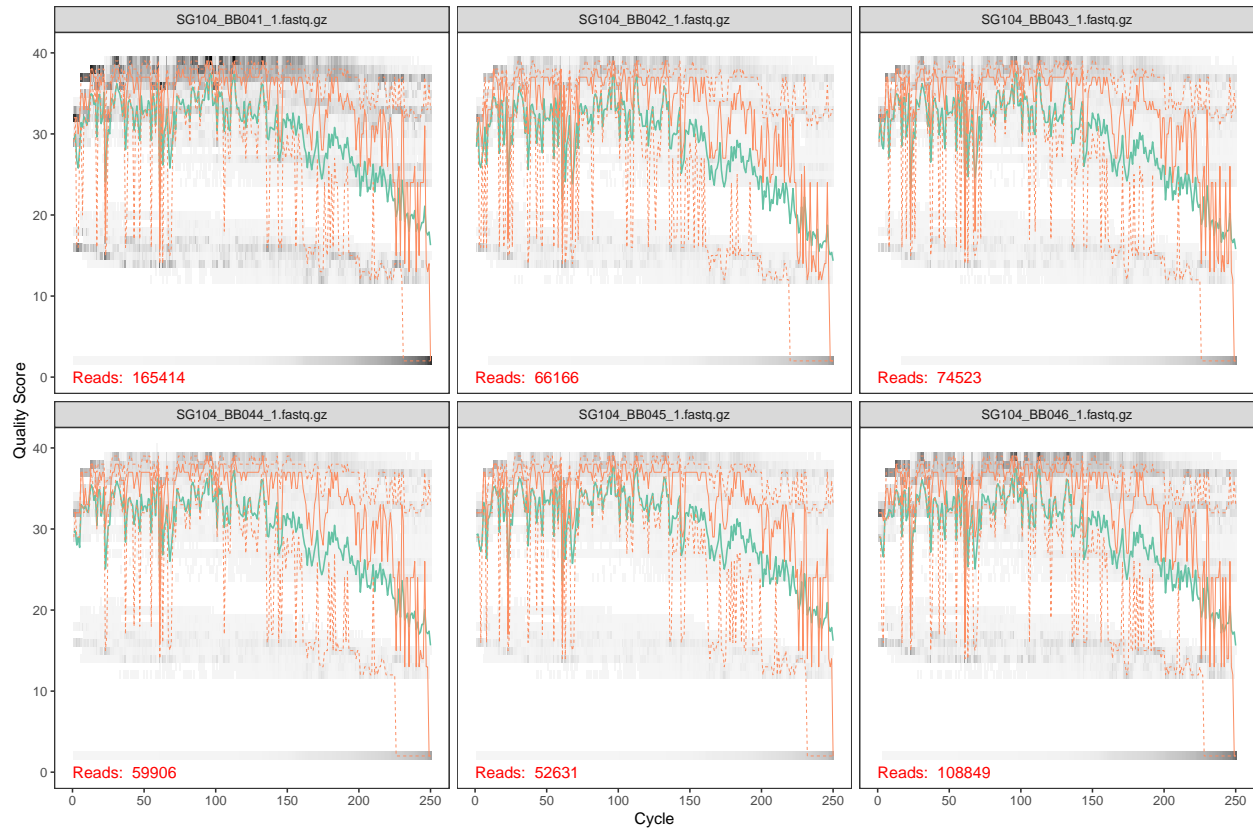 SG104_BB041_1.fastq.gz
SG104_BB042_1.fastq.gz
SG104_BB043_1.fastq.gz
40
30
20
10
0
Reads: 165414
Reads: 66166
Reads: 74523
Quality Score
SG104_BB044_1.fastq.gz
SG104_BB045_1.fastq.gz
SG104_BB046_1.fastq.gz
40
30
20
10
0
Reads: 59906
Reads: 52631
Reads: 108849
0 50 100 150 200 250
0 50 100 150 200 250
0 50 100 150 200 250
Cycle